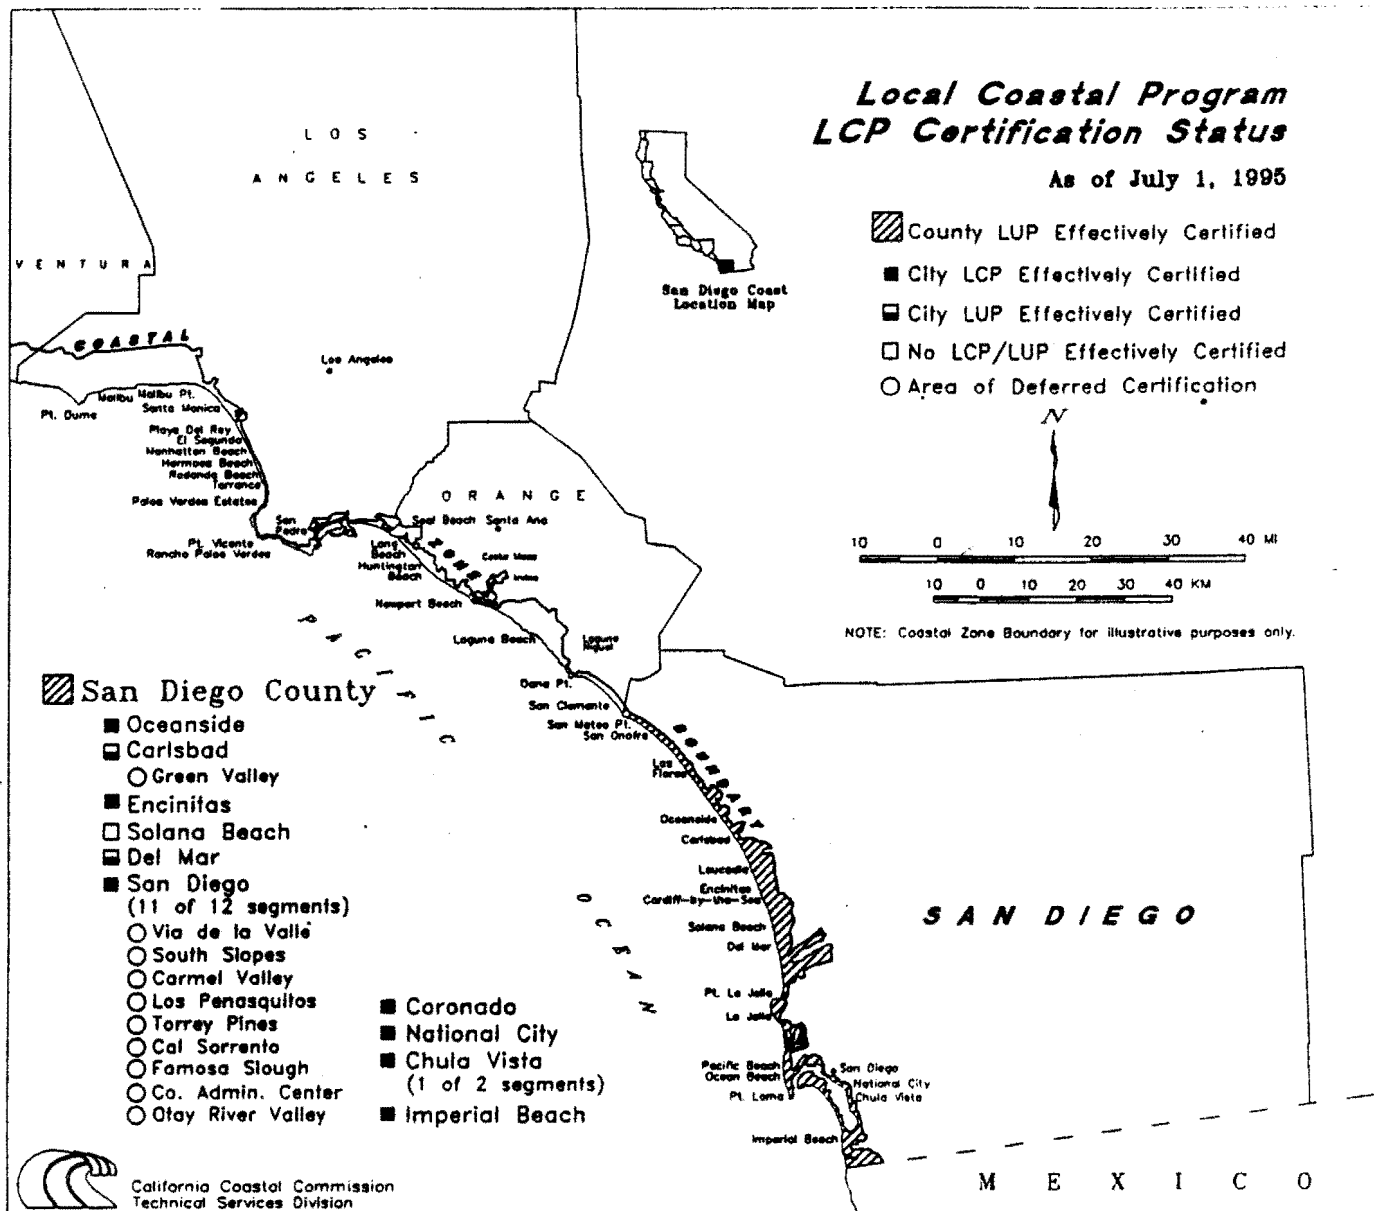 Local Coastal Program
LCP Certification Status
As of July 1, 1995
County LUP Effectively Certified
City LCP Effectively Certified
City LUP Effectively Certified
No LCP/LUP Effectively Certified
Area of Deferred Certification
San Diego Coast
Location Map
N
10 0 10 20 30 40 MI
10 0 10 20 30 40 KM
NOTE: Coastal Zone Boundary for illustrative purposes only.
LOS
ANGELES
VENTURA
COASTAL
Los Angeles
Pt. Dume
Malibu
Malibu Pt.
Santa Monica
Playa Del Rey
El Segundo
Manhattan Beach
Hermosa Beach
Redondo Beach
Torrance
Palos Verdes Estates
San
Pedro
Pt. Vicente
Rancho Palos Verdes
ORANGE
Seal Beach
Santa Ana
Long
Beach
Huntington
Beach
ZONE
Costa Mesa
Irvine
Newport Beach
Laguna Beach
Laguna
Niguel
Dana Pt.
San Clemente
San Mateo Pt.
San Onofre
PACIFIC
OCEAN
BOUNDARY
Las
Flores
Oceanside
Carlsbad
Leucadia
Encinitas
Cardiff-by-the-Sea
Solana Beach
Del Mar
Pt. La Jolla
La Jolla
Pacific Beach
Ocean Beach
Pt. Loma
San Diego
National City
Chula Vista
Imperial Beach
SAN DIEGO
MEXICO
San Diego County
Oceanside
Carlsbad
Green Valley
Encinitas
Solana Beach
Del Mar
San Diego
(11 of 12 segments)
Via de la Valle
South Slopes
Carmel Valley
Los Penasquitos
Torrey Pines
Cal Sorrento
Famosa Slough
Co. Admin. Center
Otay River Valley
Coronado
National City
Chula Vista
(1 of 2 segments)
Imperial Beach
California Coastal Commission
Technical Services Division